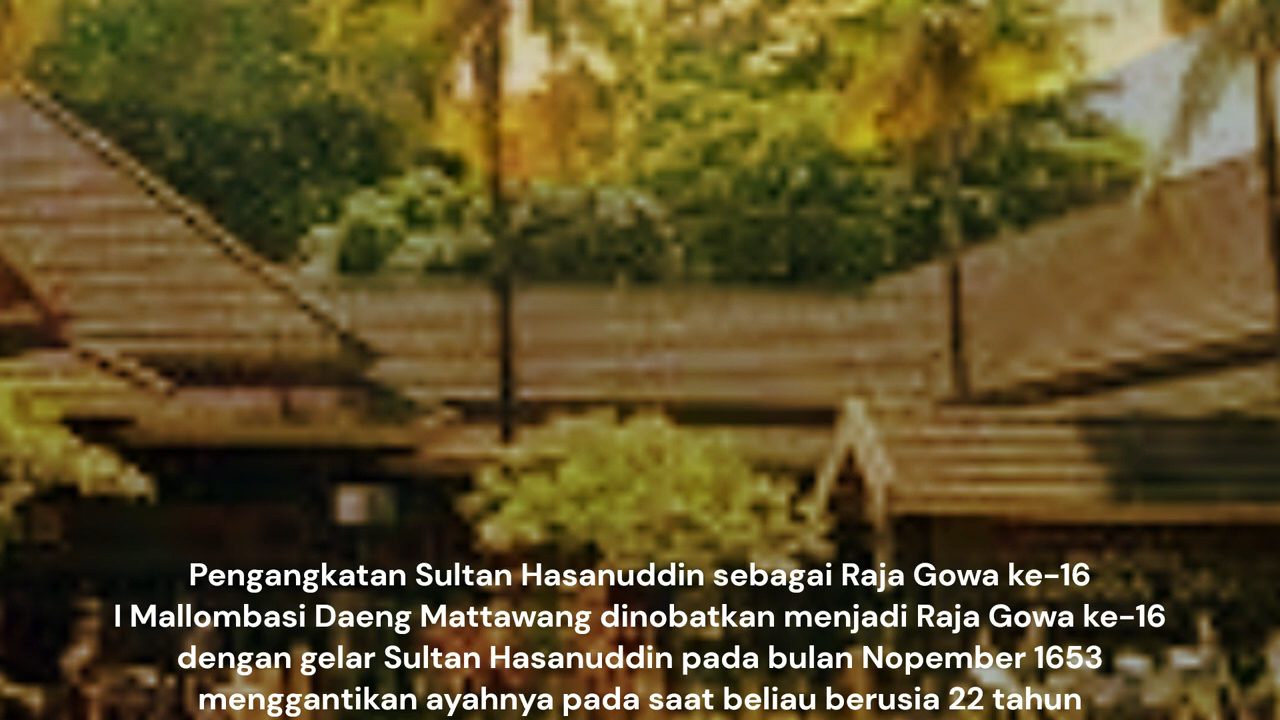 Pengangkatan Sultan Hasanuddin sebagai Raja Gowa ke-16
I Mallombasi Daeng Mattawang dinobatkan menjadi Raja Gowa ke-16
dengan gelar Sultan Hasanuddin pada bulan Nopember 1653
menggantikan ayahnya pada saat beliau berusia 22 tahun